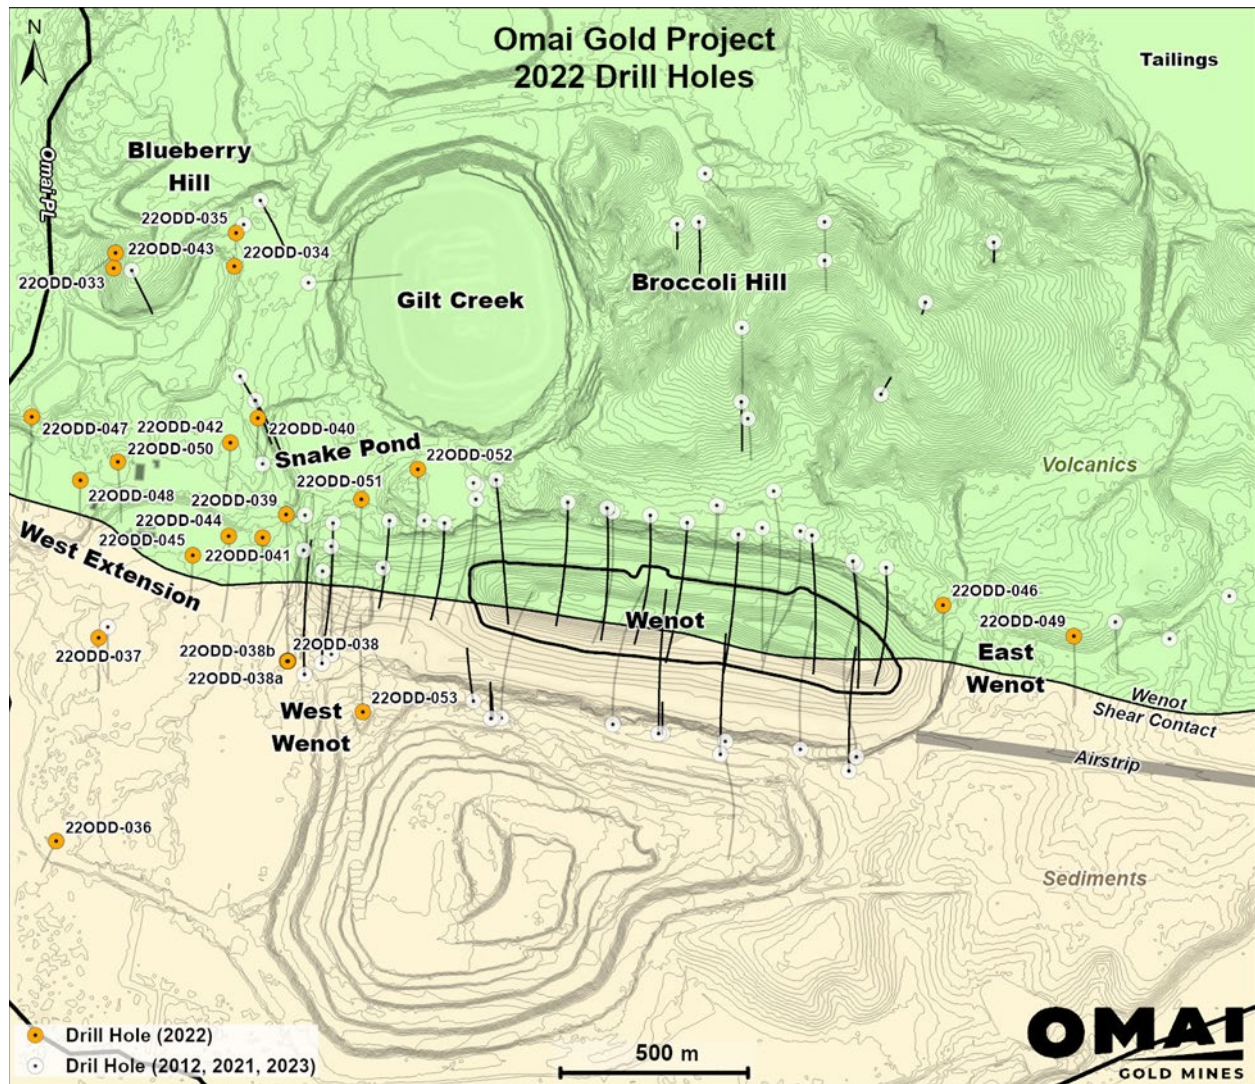 N
Omai Gold Project
2022 Drill Holes
Tailings
Omai-PL
Blueberry
Hill
22ODD-035
22ODD-043
22ODD-034
22ODD-033
Gilt Creek
Broccoli Hill
22ODD-047
22ODD-042
22ODD-040
22ODD-050
Snake Pond
22ODD-052
22ODD-051
22ODD-048
22ODD-039
22ODD-044
22ODD-045
22ODD-041
Volcanics
West Extension
Wenot
22ODD-046
22ODD-049
East
Wenot
22ODD-037
22ODD-038b
22ODD-038
22ODD-038a
22ODD-053
West
Wenot
Wenot
Shear Contact
Airstrip
22ODD-036
Sediments
Drill Hole (2022)
Dril Hole (2012, 2021, 2023)
500 m
OMAI
GOLD MINES